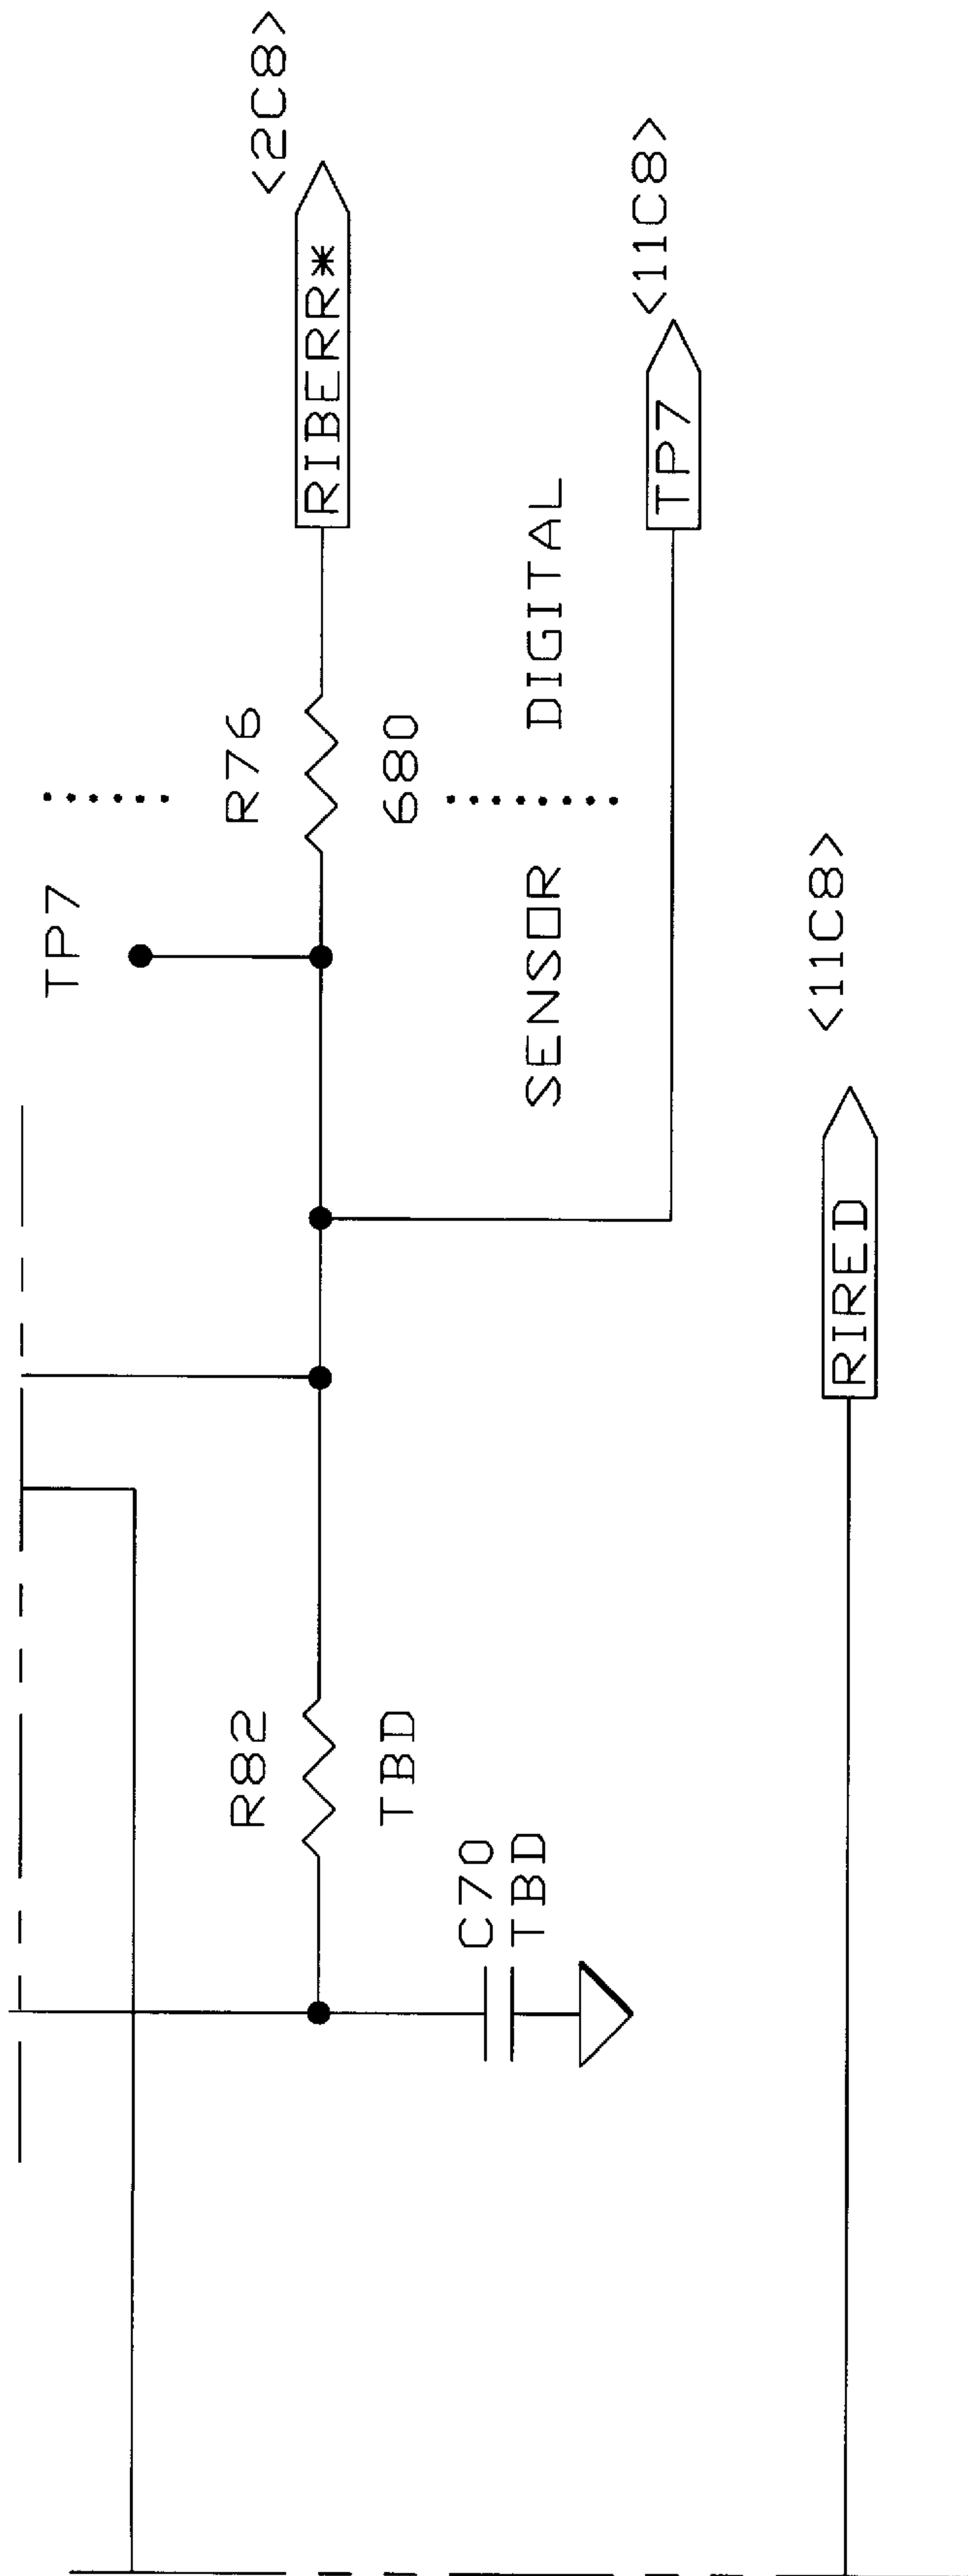 TP7
R76
RIBERR*
<2C8>
680
R82
TBD
C70
TBD
SENSOR DIGITAL
TP7
<11C8>
RIRED
<11C8>